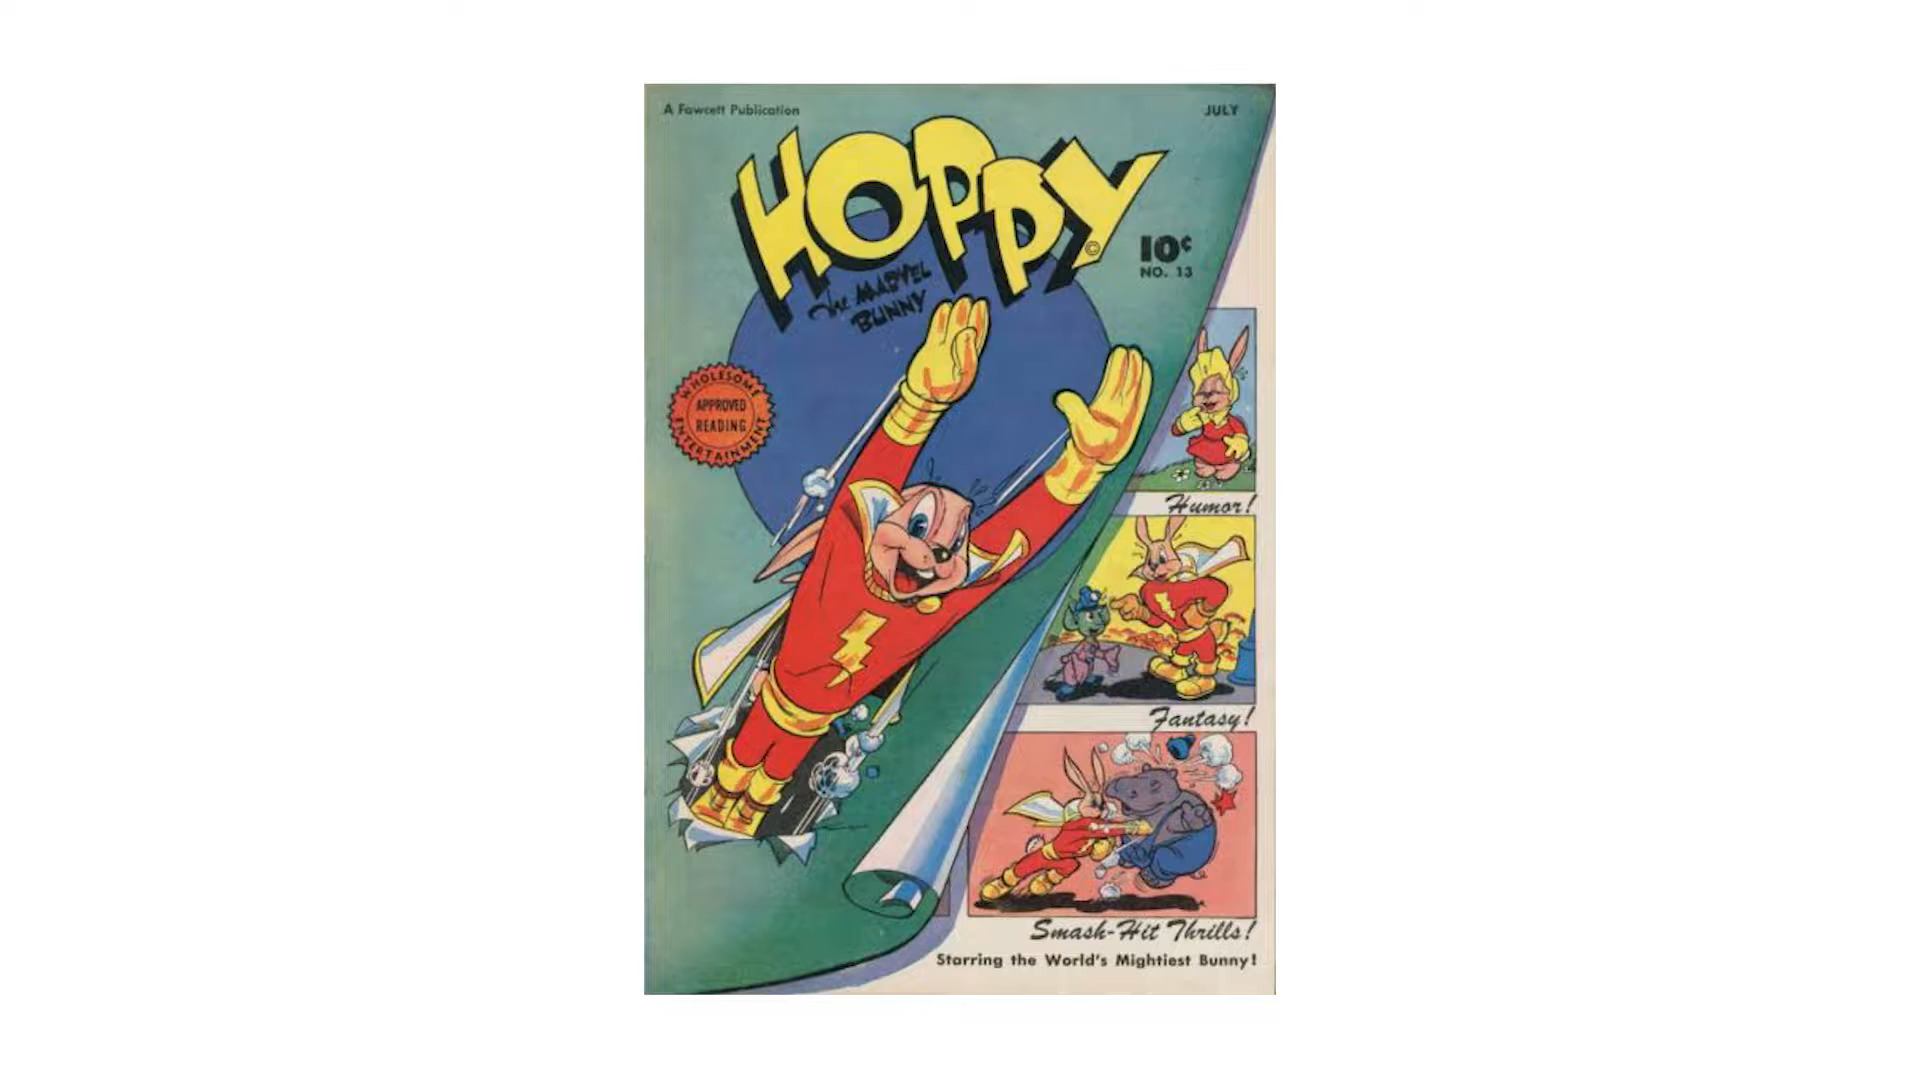 A Fawcett Publication
JULY
HOPPY
©
The MARVEL
BUNNY
10¢
NO. 13
WHOLESOME
APPROVED
READING
ENTERTAINMENT
Humor!
Fantasy!
Smash-Hit Thrills!
Starring the World's Mightiest Bunny!